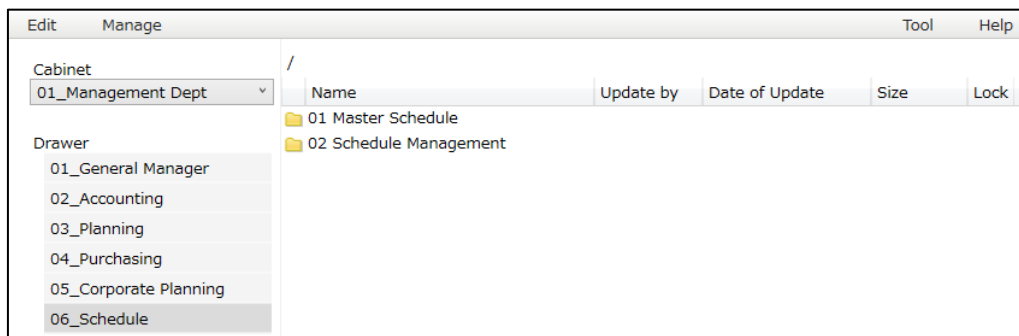 Edit Manage Tool Help
Cabinet
01_Management Dept
Drawer
01_General Manager
02_Accounting
03_Planning
04_Purchasing
05_Corporate Planning
06_Schedule
/
Name Update by Date of Update Size Lock
01 Master Schedule
02 Schedule Management